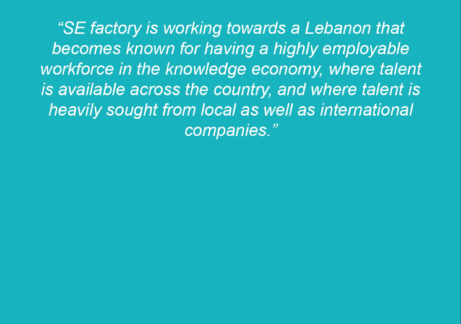 “SE factory is working towards a Lebanon that
becomes known for having a highly employable
workforce in the knowledge economy, where talent
is available across the country, and where talent is
heavily sought from local as well as international
companies.”